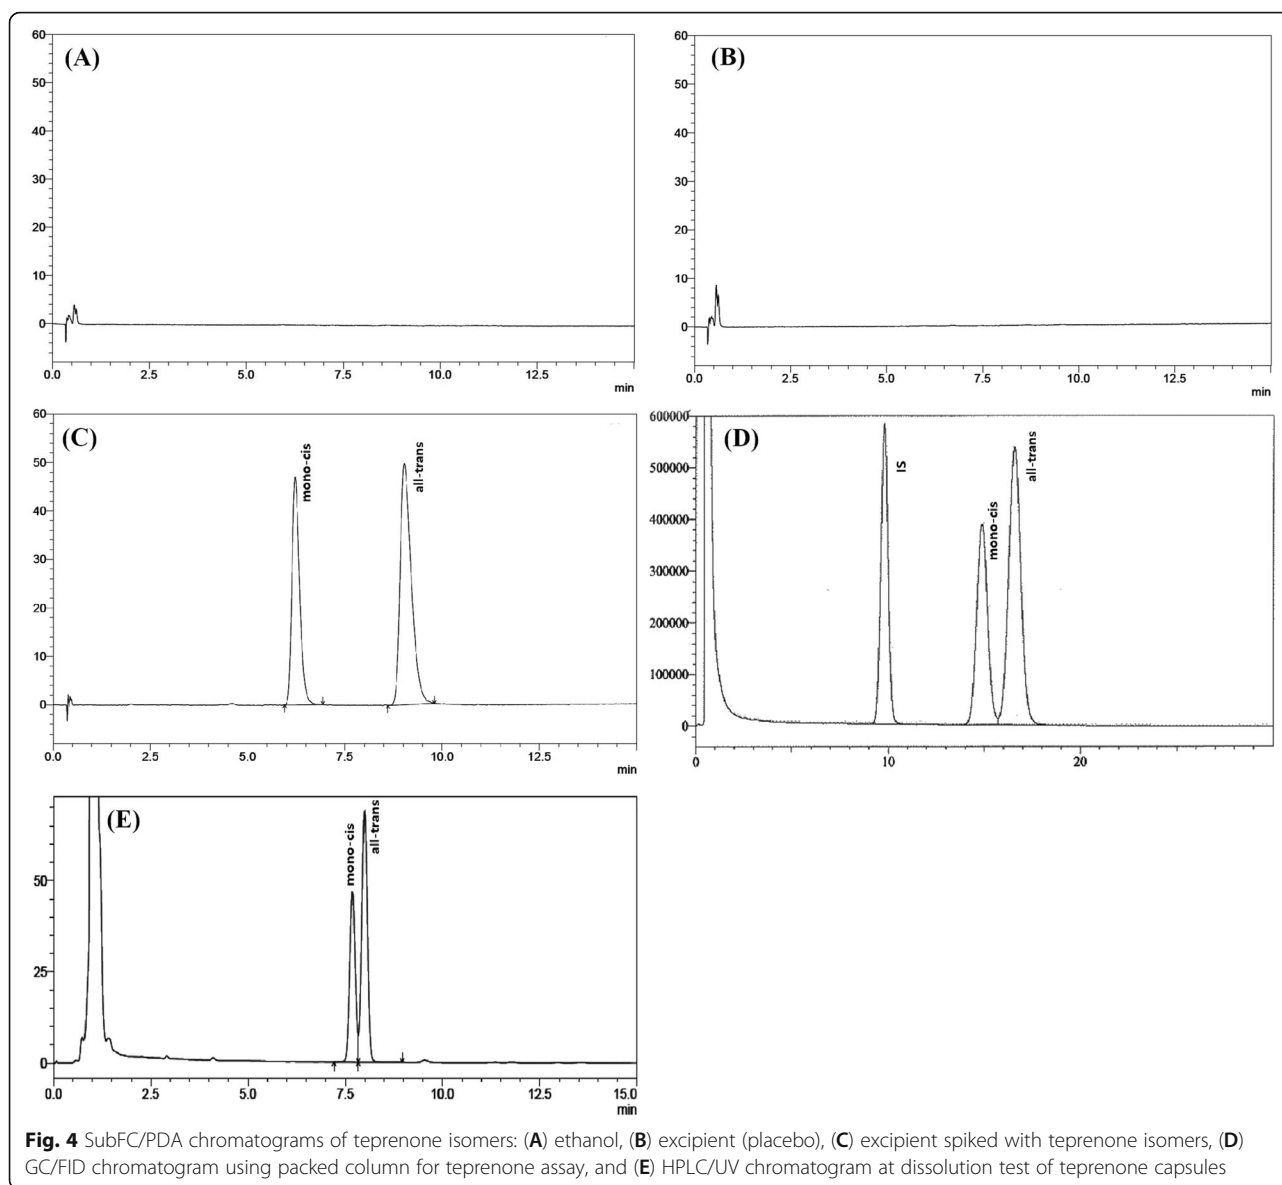 60
(A)
50
40
30
20
10
0
0.0 2.5 5.0 7.5 10.0 12.5
min
60
(B)
50
40
30
20
10
0
0.0 2.5 5.0 7.5 10.0 12.5
min
60
(C)
50
40
30
20
10
0
mono-cis
all-trans
0.0 2.5 5.0 7.5 10.0 12.5
min
600000
(D)
500000
400000
300000
200000
100000
0
IS
mono-cis
all-trans
0 10 20
(E)
50
25
0
mono-cis
all-trans
0.0 2.5 5.0 7.5 10.0 12.5 15.0
min
Fig. 4 SubFC/PDA chromatograms of teprenone isomers: (A) ethanol, (B) excipient (placebo), (C) excipient spiked with teprenone isomers, (D)
GC/FID chromatogram using packed column for teprenone assay, and (E) HPLC/UV chromatogram at dissolution test of teprenone capsules